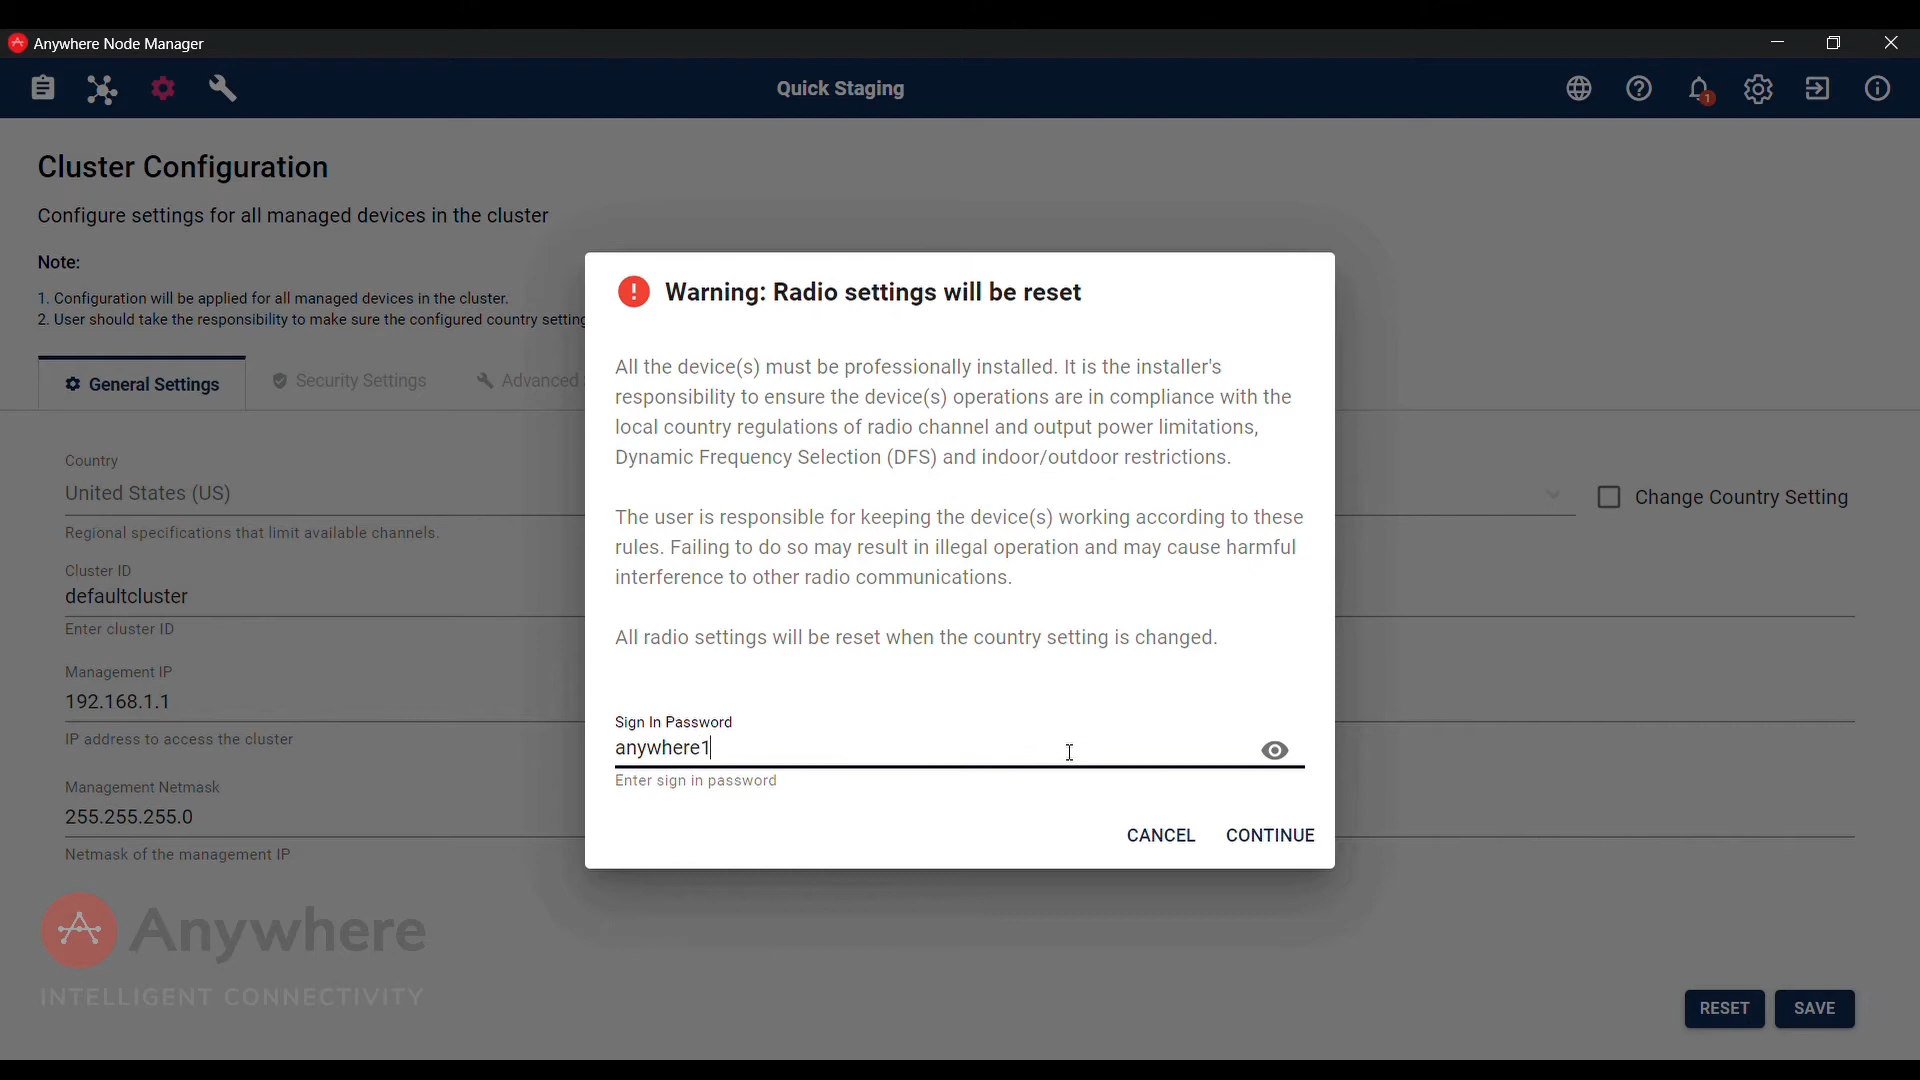 Anywhere Node Manager
Quick Staging
1
Cluster Configuration
Configure settings for all managed devices in the cluster
Note:
1. Configuration will be applied for all managed devices in the cluster.
2. User should take the responsibility to make sure the configured country setting
General Settings
Security Settings
Advanced
Country
United States (US)
Change Country Setting
Regional specifications that limit available channels.
Cluster ID
defaultcluster
Enter cluster ID
Management IP
192.168.1.1
IP address to access the cluster
Management Netmask
255.255.255.0
Netmask of the management IP
Warning: Radio settings will be reset
All the device(s) must be professionally installed. It is the installer's
responsibility to ensure the device(s) operations are in compliance with the
local country regulations of radio channel and output power limitations,
Dynamic Frequency Selection (DFS) and indoor/outdoor restrictions.
The user is responsible for keeping the device(s) working according to these
rules. Failing to do so may result in illegal operation and may cause harmful
interference to other radio communications.
All radio settings will be reset when the country setting is changed.
Sign In Password
anywhere1
Enter sign in password
CANCEL
CONTINUE
Anywhere
INTELLIGENT CONNECTIVITY
RESET
SAVE